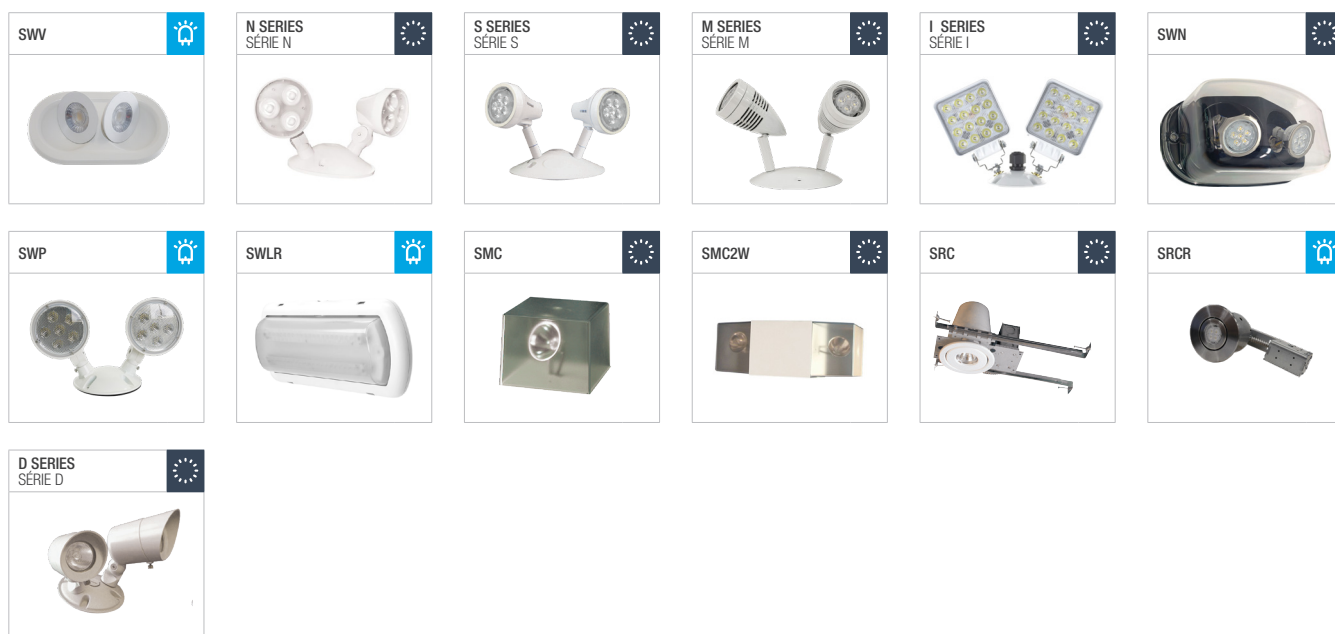 SWV
N SERIES
SÉRIE N
S SERIES
SÉRIE S
M SERIES
SÉRIE M
I SERIES
SÉRIE I
SWN
SWP
SWLR
SMC
SMC2W
SRC
SRCR
D SERIES
SÉRIE D